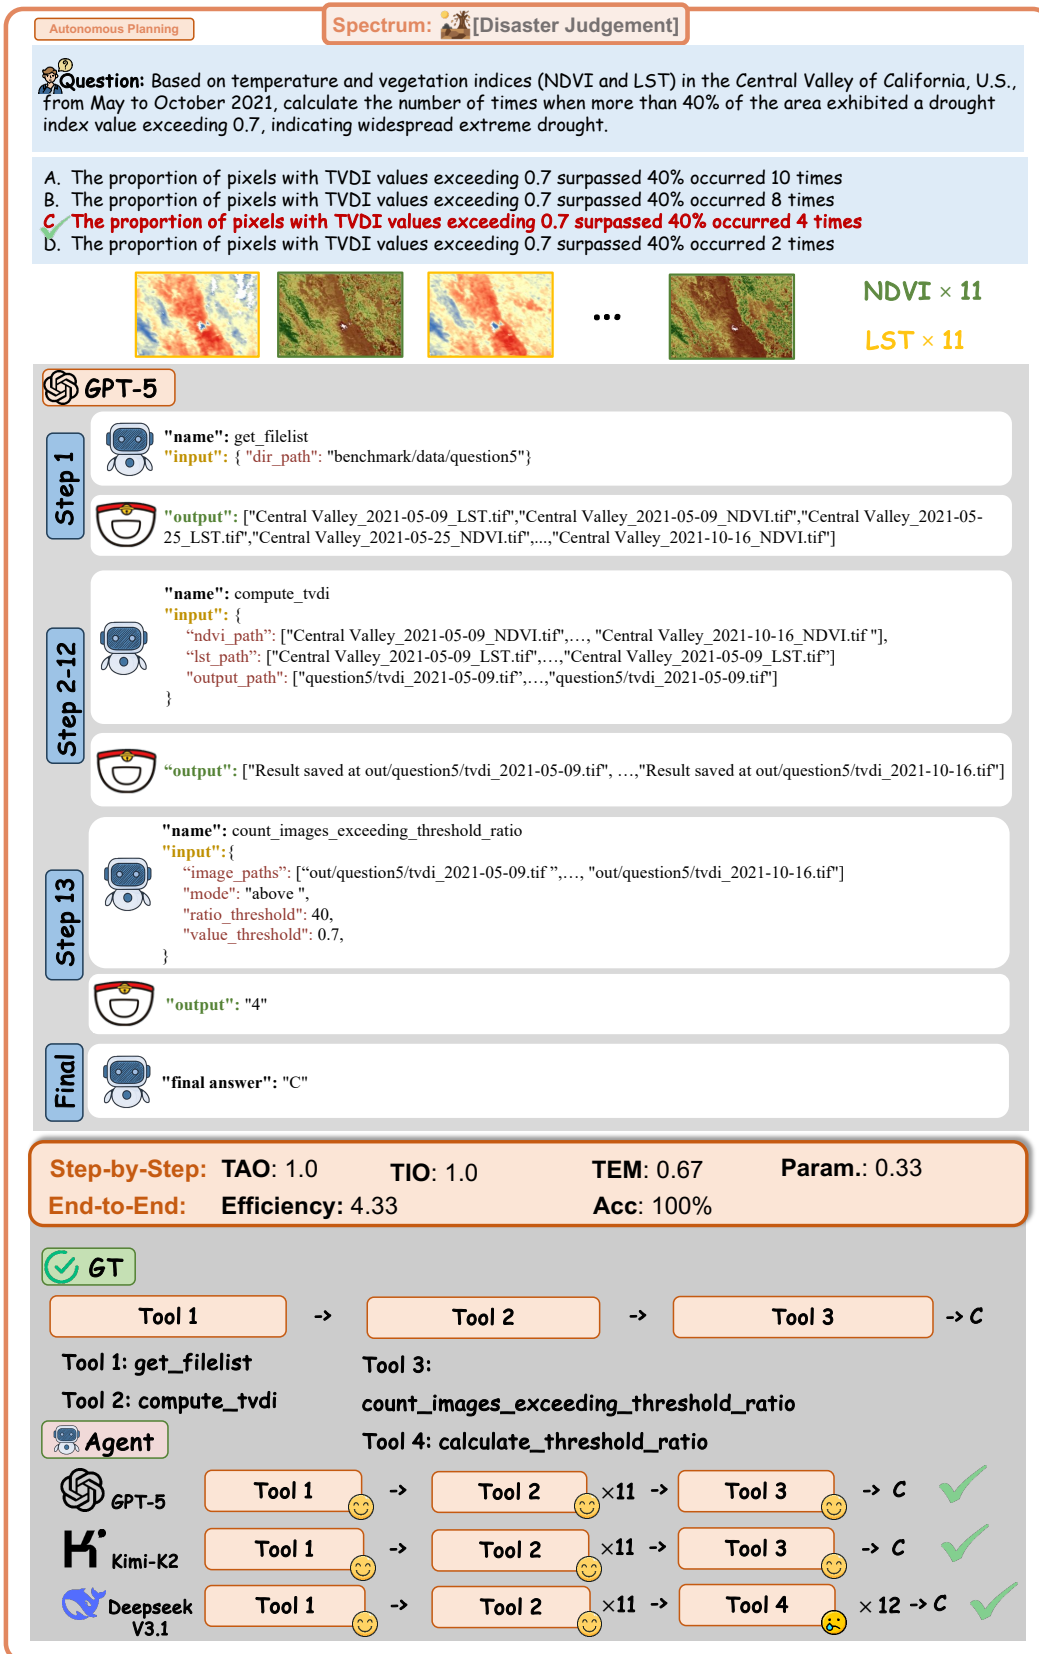 Autonomous Planning
Spectrum: [Disaster Judgement]
Question: Based on temperature and vegetation indices (NDVI and LST) in the Central Valley of California, U.S.,
from May to October 2021, calculate the number of times when more than 40% of the area exhibited a drought
index value exceeding 0.7, indicating widespread extreme drought.
A. The proportion of pixels with TVDI values exceeding 0.7 surpassed 40% occurred 10 times
B. The proportion of pixels with TVDI values exceeding 0.7 surpassed 40% occurred 8 times
C. The proportion of pixels with TVDI values exceeding 0.7 surpassed 40% occurred 4 times
D. The proportion of pixels with TVDI values exceeding 0.7 surpassed 40% occurred 2 times
...
NDVI × 11
LST × 11
GPT-5
Step 1
"name": get_filelist
"input": { "dir_path": "benchmark/data/question5"}
"output": ["Central Valley_2021-05-09_LST.tif","Central Valley_2021-05-09_NDVI.tif","Central Valley_2021-05-
25_LST.tif","Central Valley_2021-05-25_NDVI.tif",...,"Central Valley_2021-10-16_NDVI.tif"]
Step 2-12
"name": compute_tvdi
"input": {
“ndvi_path”: ["Central Valley_2021-05-09_NDVI.tif",…, "Central Valley_2021-10-16_NDVI.tif "],
“lst_path”: ["Central Valley_2021-05-09_LST.tif",…,"Central Valley_2021-05-09_LST.tif”]
"output_path": ["question5/tvdi_2021-05-09.tif”,…,"question5/tvdi_2021-05-09.tif"]
}
“output": ["Result saved at out/question5/tvdi_2021-05-09.tif", …,"Result saved at out/question5/tvdi_2021-10-16.tif"]
Step 13
"name": count_images_exceeding_threshold_ratio
"input":{
“image_paths”: [“out/question5/tvdi_2021-05-09.tif ”,…, "out/question5/tvdi_2021-10-16.tif"]
"mode": "above ",
"ratio_threshold": 40,
"value_threshold": 0.7,
}
"output": "4"
Final
"final answer": "C"
Step-by-Step: TAO: 1.0 TIO: 1.0 TEM: 0.67 Param.: 0.33
End-to-End: Efficiency: 4.33 Acc: 100%
GT
Tool 1 -> Tool 2 -> Tool 3 -> C
Tool 1: get_filelist
Tool 2: compute_tvdi
Tool 3:
count_images_exceeding_threshold_ratio
Tool 4: calculate_threshold_ratio
Agent
GPT-5 Tool 1 -> Tool 2 ×11 -> Tool 3 -> C
Kimi-K2 Tool 1 -> Tool 2 ×11 -> Tool 3 -> C
Deepseek Tool 1 -> Tool 2 ×11 -> Tool 4 × 12 -> C
V3.1